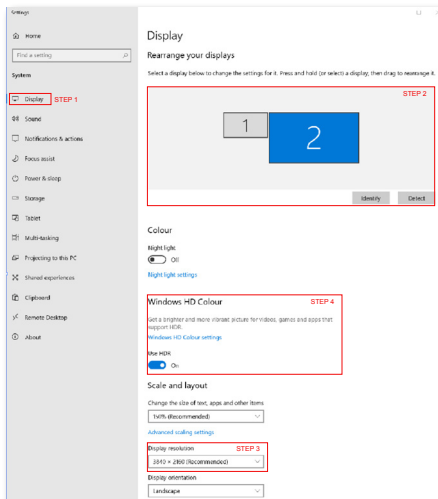 Settings
Home
Find a setting
System
Display STEP 1
Sound
Notifications & actions
Focus assist
Power & sleep
Storage
Tablet
Multi-tasking
Projecting to this PC
Shared experiences
Clipboard
Remote Desktop
About
Display
Rearrange your displays
Select a display below to change the settings for it. Press and hold (or select) a display, then drag to rearrange it.
STEP 2
1 2
Identify Detect
Colour
Night light
Off
Night light settings
Windows HD Colour STEP 4
Get a brighter and more vibrant picture for videos, games and apps that
support HDR.
Windows HD Colour settings
Use HDR
On
Scale and layout
Change the size of text, apps and other items
150% (Recommended)
Advanced scaling settings
Display resolution STEP 3
3840 × 2160 (Recommended)
Display orientation
Landscape